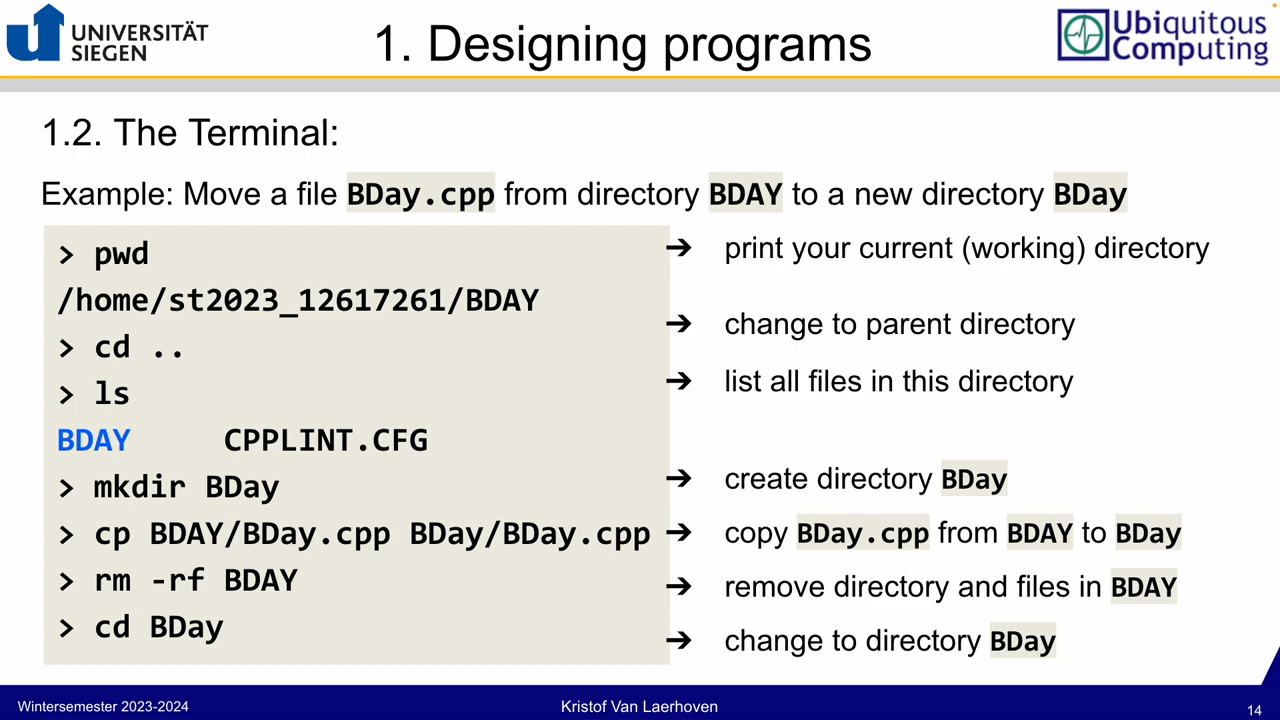 UNIVERSITÄT
SIEGEN
1. Designing programs
Ubiquitous
Computing
1.2. The Terminal:
Example: Move a file BDay.cpp from directory BDAY to a new directory BDay
> pwd
➔ print your current (working) directory
/home/st2023_12617261/BDAY
> cd ..
➔ change to parent directory
> ls
➔ list all files in this directory
BDAY CPPLINT.CFG
> mkdir BDay
➔ create directory BDay
> cp BDAY/BDay.cpp BDay/BDay.cpp
➔ copy BDay.cpp from BDAY to BDay
> rm -rf BDAY
➔ remove directory and files in BDAY
> cd BDay
➔ change to directory BDay
Wintersemester 2023-2024
Kristof Van Laerhoven
14